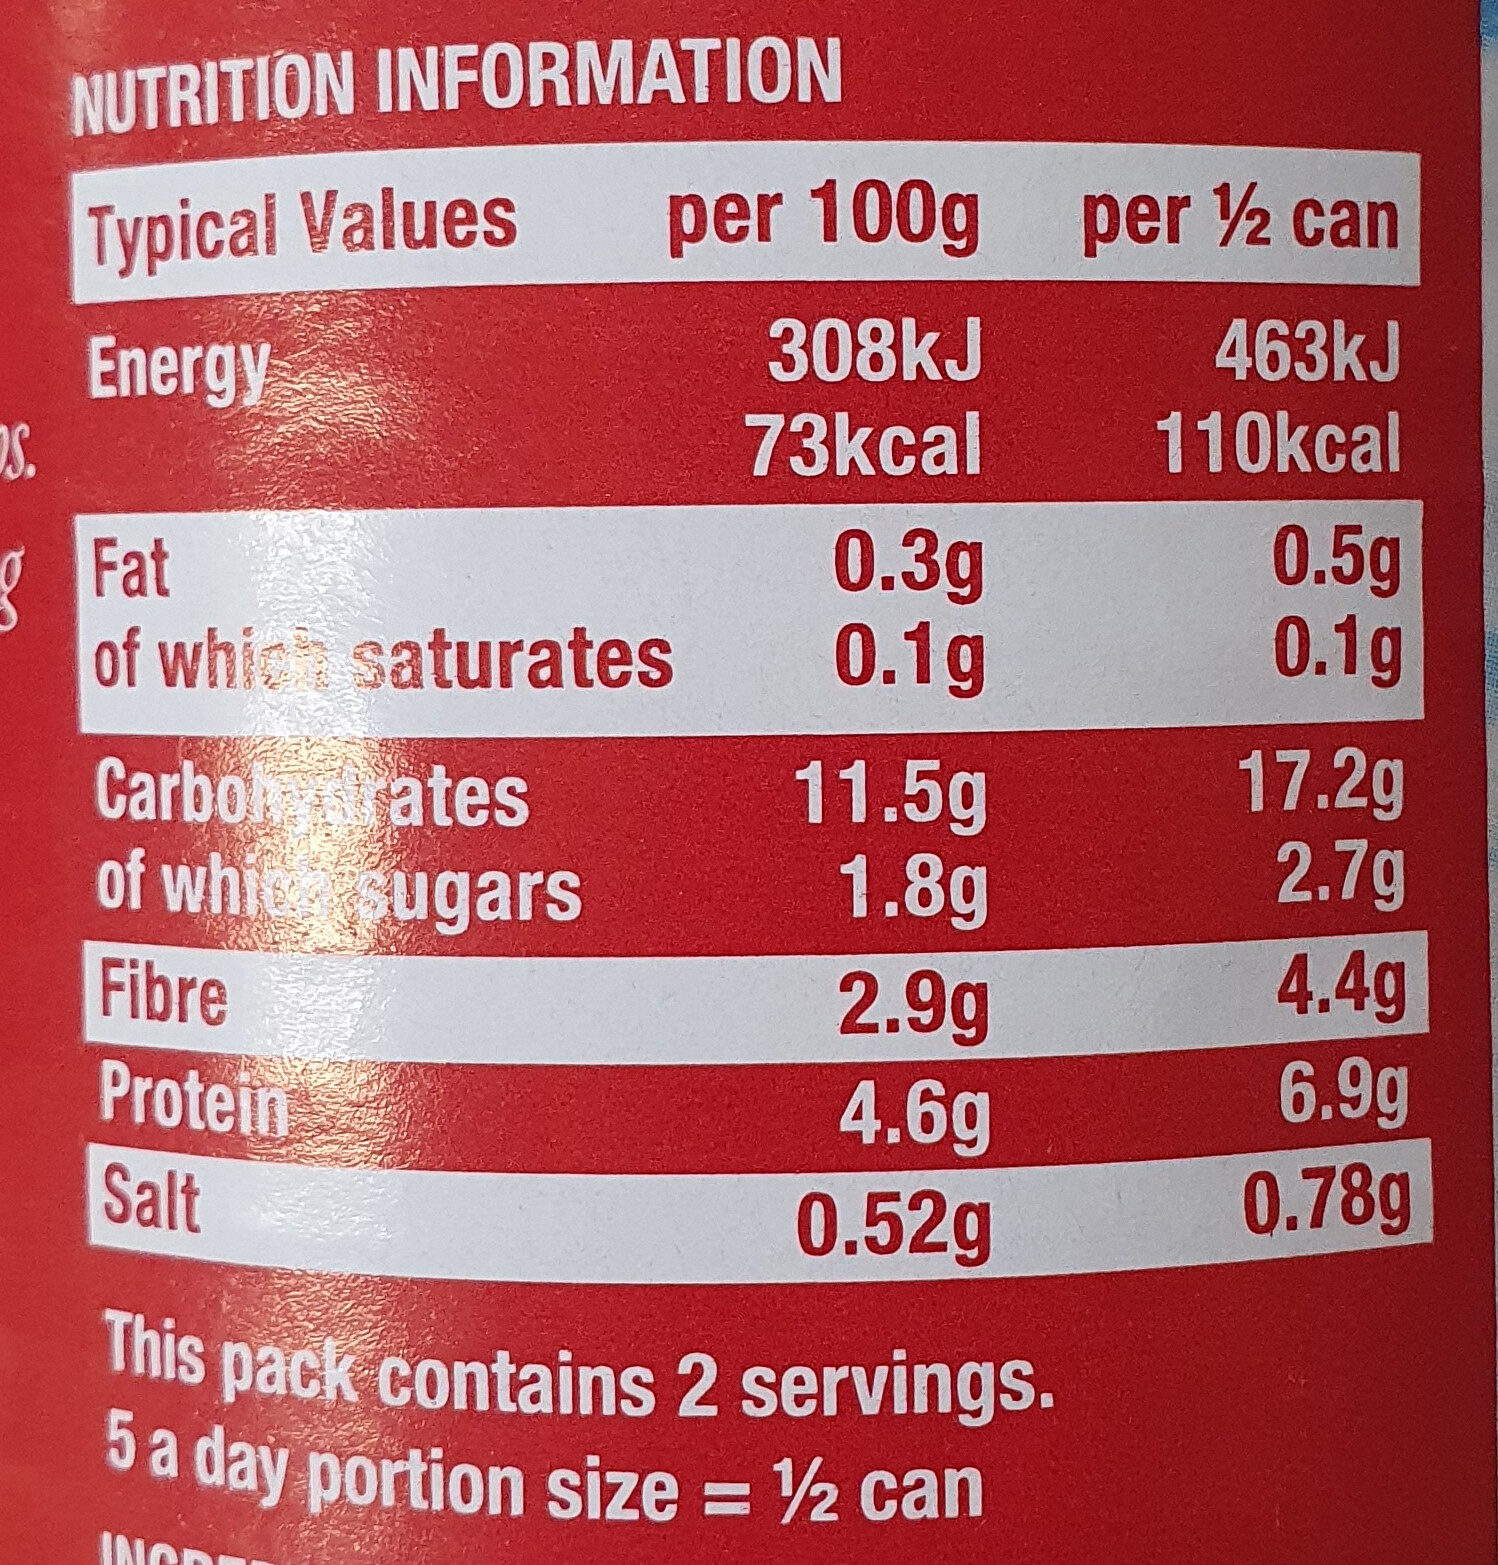 NUTRITION INFORMATION
Typical Values per 100g per ½ can
Energy 308kJ 463kJ
73kcal 110kcal
Fat 0.3g 0.5g
of which saturates 0.1g 0.1g
Carbohydrates 11.5g 17.2g
of which sugars 1.8g 2.7g
Fibre 2.9g 4.4g
Protein 4.6g 6.9g
Salt 0.52g 0.78g
This pack contains 2 servings.
5 a day portion size = ½ can